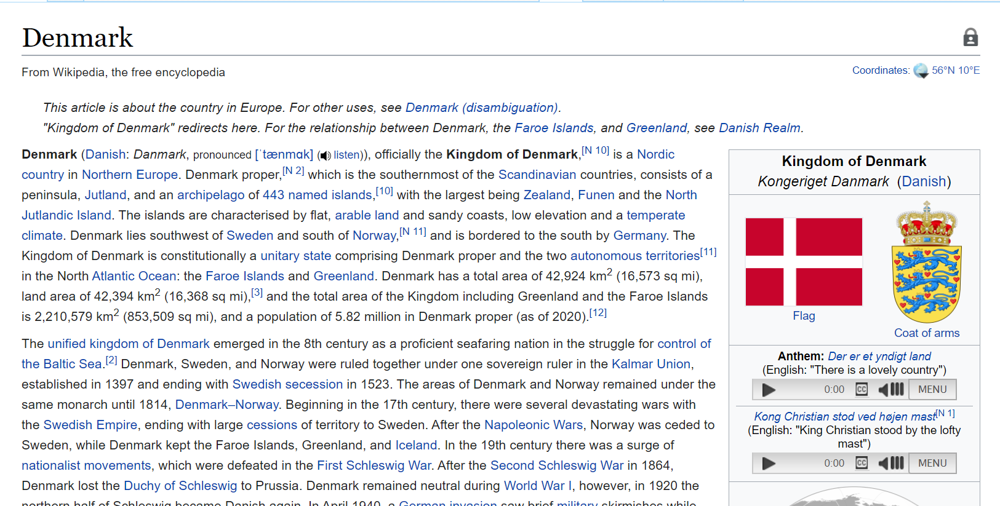 Denmark
From Wikipedia, the free encyclopedia
Coordinates: 56°N 10°E
This article is about the country in Europe. For other uses, see Denmark (disambiguation).
"Kingdom of Denmark" redirects here. For the relationship between Denmark, the Faroe Islands, and Greenland, see Danish Realm.
Denmark (Danish: Danmark, pronounced [ˈtænmɑk] (listen)), officially the Kingdom of Denmark,[N 10] is a Nordic
country in Northern Europe. Denmark proper,[N 2] which is the southernmost of the Scandinavian countries, consists of a
peninsula, Jutland, and an archipelago of 443 named islands,[10] with the largest being Zealand, Funen and the North
Jutlandic Island. The islands are characterised by flat, arable land and sandy coasts, low elevation and a temperate
climate. Denmark lies southwest of Sweden and south of Norway,[N 11] and is bordered to the south by Germany. The
Kingdom of Denmark is constitutionally a unitary state comprising Denmark proper and the two autonomous territories[11]
in the North Atlantic Ocean: the Faroe Islands and Greenland. Denmark has a total area of 42,924 km2 (16,573 sq mi),
land area of 42,394 km2 (16,368 sq mi),[3] and the total area of the Kingdom including Greenland and the Faroe Islands
is 2,210,579 km2 (853,509 sq mi), and a population of 5.82 million in Denmark proper (as of 2020).[12]
The unified kingdom of Denmark emerged in the 8th century as a proficient seafaring nation in the struggle for control of
the Baltic Sea.[2] Denmark, Sweden, and Norway were ruled together under one sovereign ruler in the Kalmar Union,
established in 1397 and ending with Swedish secession in 1523. The areas of Denmark and Norway remained under the
same monarch until 1814, Denmark–Norway. Beginning in the 17th century, there were several devastating wars with
the Swedish Empire, ending with large cessions of territory to Sweden. After the Napoleonic Wars, Norway was ceded to
Sweden, while Denmark kept the Faroe Islands, Greenland, and Iceland. In the 19th century there was a surge of
nationalist movements, which were defeated in the First Schleswig War. After the Second Schleswig War in 1864,
Denmark lost the Duchy of Schleswig to Prussia. Denmark remained neutral during World War I, however, in 1920 the
northern half of Schleswig became Danish again. In April 1940, a German invasion saw brief military skirmishes while
Kingdom of Denmark
Kongeriget Danmark (Danish)
Flag
Coat of arms
Anthem: Der er et yndigt land
(English: "There is a lovely country")
0:00 CC MENU
Kong Christian stod ved højen mast[N 1]
(English: "King Christian stood by the lofty
mast")
0:00 CC MENU